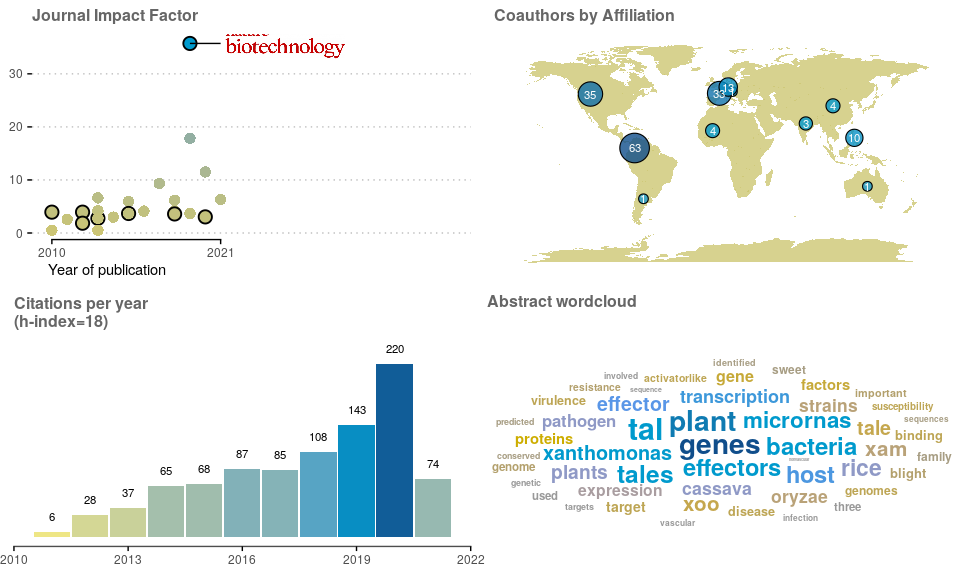 Journal Impact Factor
biotechnology
30
20
10
0
2010
2021
Year of publication
Coauthors by Affiliation
35
33
13
4
3
4
10
63
1
1
Citations per year
(h-index=18)
6
28
37
65
68
87
85
108
143
220
74
2010
2013
2016
2019
2022
Abstract wordcloud
identified
involved
activatorlike
gene
sweet
resistance
sequence
factors
virulence
effector
transcription
important
strains
susceptibility
predicted
pathogen
tal
plant
micrornas
tale
sequences
proteins
genes
bacteria
binding
conserved
xanthomonas
xam
family
genome
plants
tales
effectors
host
rice
blight
genetic
used
expression
cassava
oryzae
genomes
targets
target
xoo
disease
three
vascular
infection